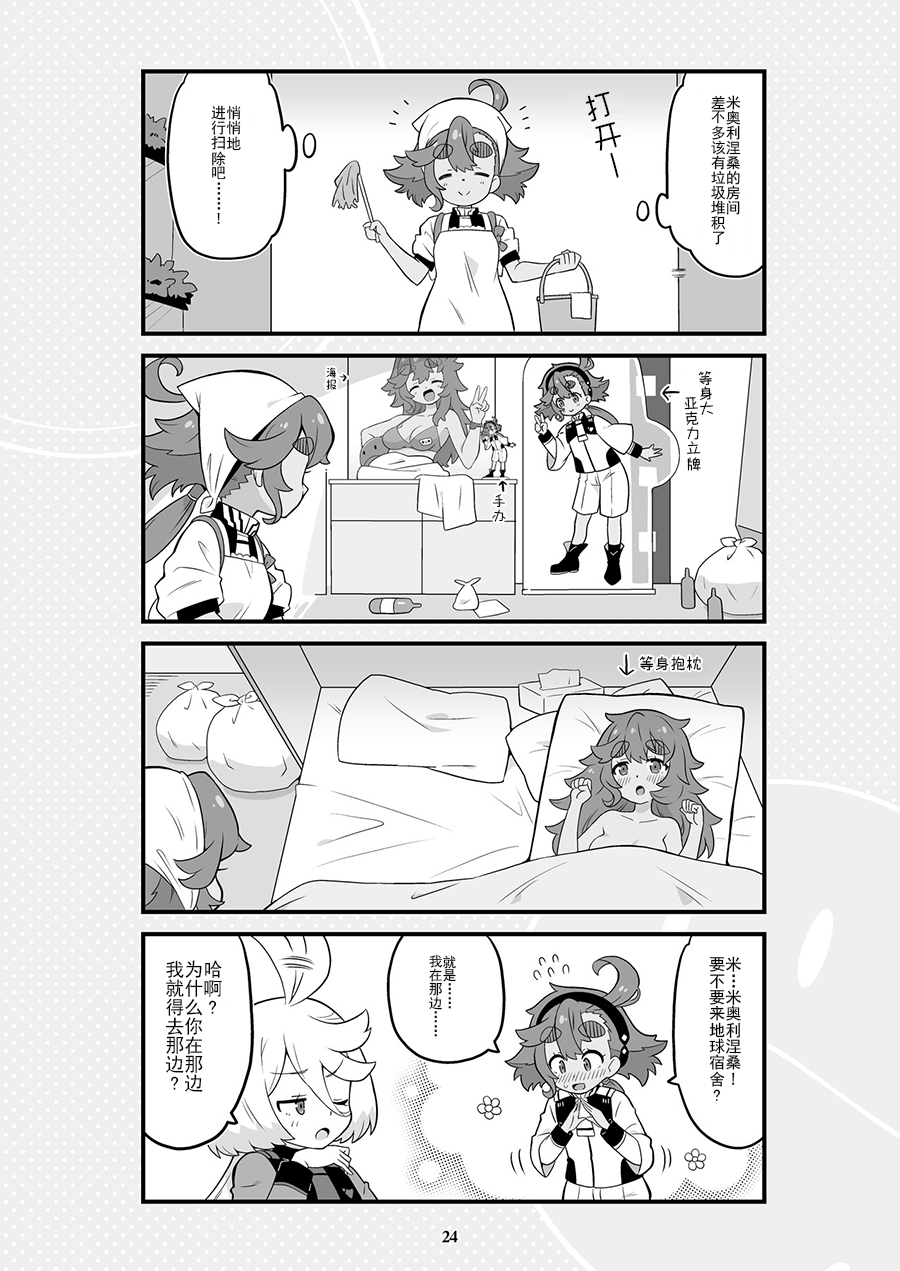 米奥利涅桑的房间
差不多该有垃圾堆积了
打开—
悄悄地
进行扫除吧……！
等身大
亚克力立牌
海报
手办
等身抱枕
米…米奥利涅桑！
要不要来地球宿舍？
就是……
我在那边……
哈啊？
为什么你在那边
我就得去那边？
24